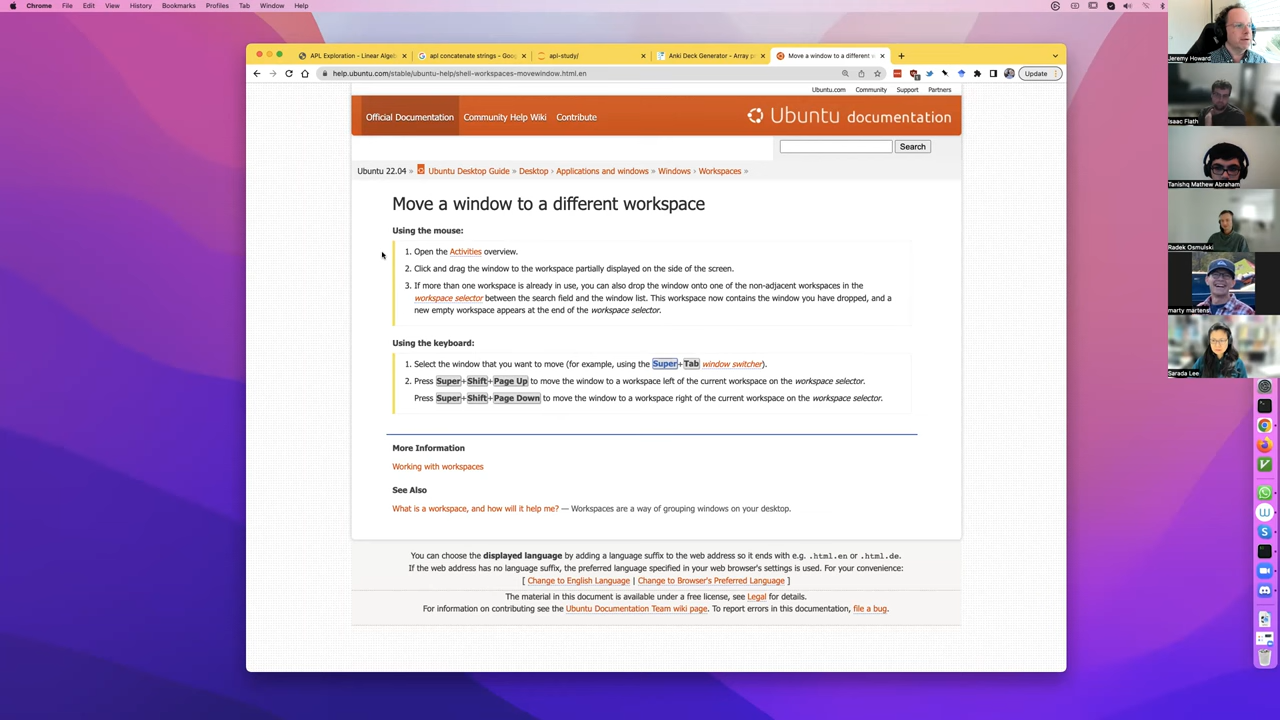 Chrome File Edit View History Bookmarks Profiles Tab Window Help
APL Exploration - Linear Algeb
apl concatenate strings - Goog
apl-study/
Anki Deck Generator - Array p
Move a window to a different w
help.ubuntu.com/stable/ubuntu-help/shell-workspaces-movewindow.html.en
Update
Ubuntu.com Community Support Partners
Official Documentation Community Help Wiki Contribute
Ubuntu documentation
Search
Ubuntu 22.04 » Ubuntu Desktop Guide » Desktop › Applications and windows » Windows › Workspaces »
Move a window to a different workspace
Using the mouse:
1. Open the Activities overview.
2. Click and drag the window to the workspace partially displayed on the side of the screen.
3. If more than one workspace is already in use, you can also drop the window onto one of the non-adjacent workspaces in the
workspace selector between the search field and the window list. This workspace now contains the window you have dropped, and a
new empty workspace appears at the end of the workspace selector.
Using the keyboard:
1. Select the window that you want to move (for example, using the Super+Tab window switcher).
2. Press Super+Shift+Page Up to move the window to a workspace left of the current workspace on the workspace selector.
Press Super+Shift+Page Down to move the window to a workspace right of the current workspace on the workspace selector.
More Information
Working with workspaces
See Also
What is a workspace, and how will it help me? — Workspaces are a way of grouping windows on your desktop.
You can choose the displayed language by adding a language suffix to the web address so it ends with e.g. .html.en or .html.de.
If the web address has no language suffix, the preferred language specified in your web browser's settings is used. For your convenience:
[ Change to English Language | Change to Browser's Preferred Language ]
The material in this document is available under a free license, see Legal for details.
For information on contributing see the Ubuntu Documentation Team wiki page. To report errors in this documentation, file a bug.
Jeremy Howard
Isaac Flath
Tanishq Mathew Abraham
Radek Osmulski
marty martensl
Sarada Lee